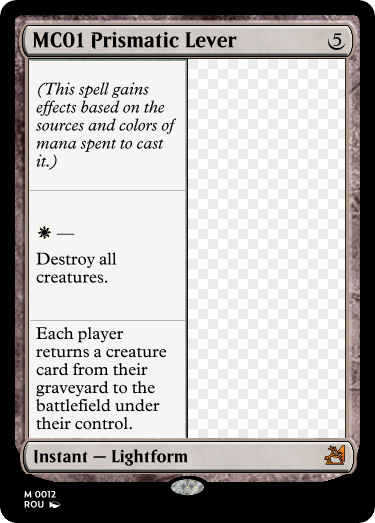 MC01 Prismatic Lever 5
(This spell gains
effects based on the
sources and colors of
mana spent to cast
it.)
—
Destroy all
creatures.
Each player
returns a creature
card from their
graveyard to the
battlefield under
their control.
Instant — Lightform
M 0012
ROU